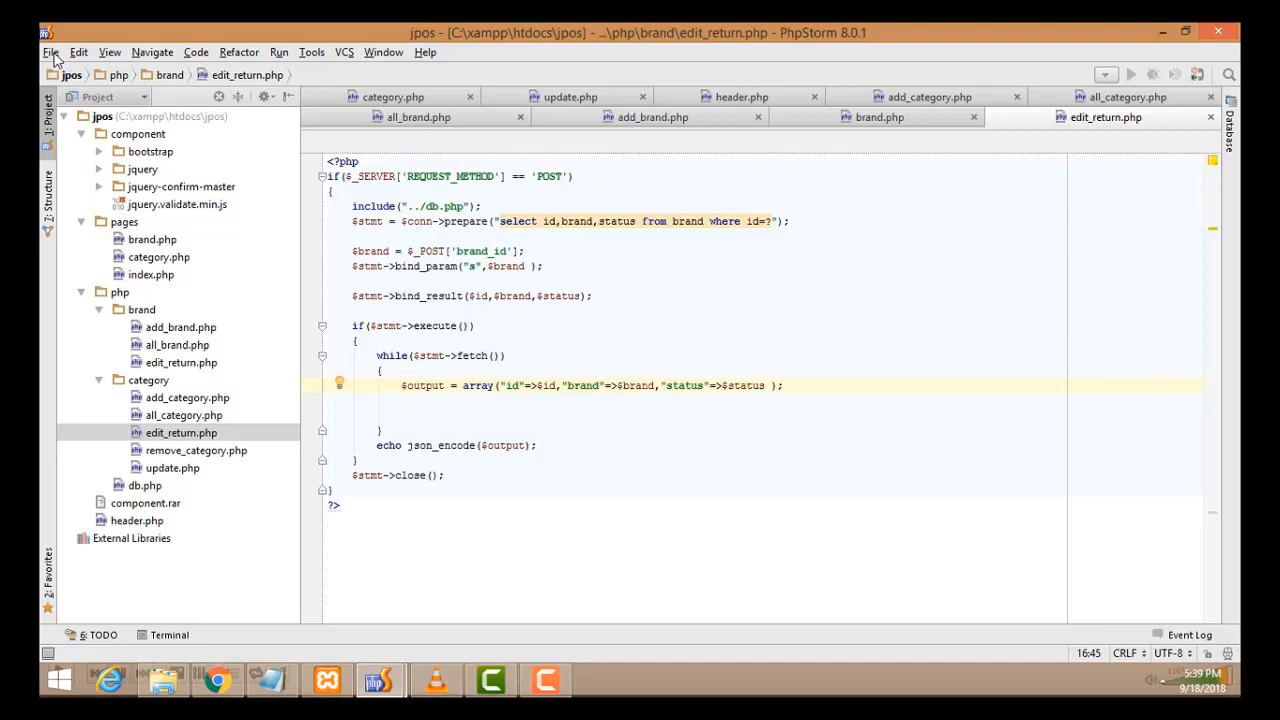 jpos - [C:\xampp\htdocs\jpos] - ...\php\brand\edit_return.php - PhpStorm 8.0.1
File Edit View Navigate Code Refactor Run Tools VCS Window Help
jpos php brand edit_return.php
Project
category.php update.php header.php add_category.php all_category.php
all_brand.php add_brand.php brand.php edit_return.php
1: Project
7: Structure
2: Favorites
Database
jpos (C:\xampp\htdocs\jpos)
component
bootstrap
jquery
jquery-confirm-master
jquery.validate.min.js
pages
brand.php
category.php
index.php
php
brand
add_brand.php
all_brand.php
edit_return.php
category
add_category.php
all_category.php
edit_return.php
remove_category.php
update.php
db.php
component.rar
header.php
External Libraries
<?php
if($_SERVER['REQUEST_METHOD'] == 'POST')
{
include("../db.php");
$stmt = $conn->prepare("select id,brand,status from brand where id=?");
$brand = $_POST['brand_id'];
$stmt->bind_param("s",$brand );
$stmt->bind_result($id,$brand,$status);
if($stmt->execute())
{
while($stmt->fetch())
{
$output = array("id"=>$id,"brand"=>$brand,"status"=>$status );
}
echo json_encode($output);
}
$stmt->close();
}
?>
6: TODO Terminal Event Log
16:45 CRLF UTF-8
5:39 PM
9/18/2018